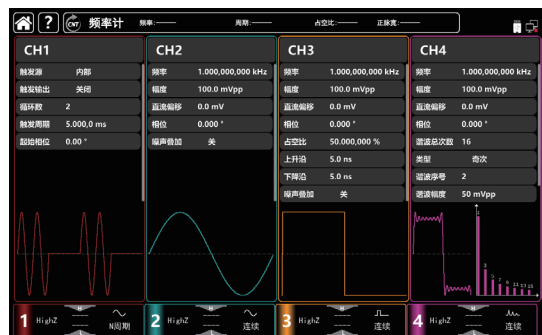 ? CNT 频率计 频率:—— 周期:—— 占空比:—— 正脉宽:——
CH1
触发源 内部
触发输出 关闭
循环数 2
触发周期 5.000,0 ms
起始相位 0.00 °
CH2
频率 1.000,000,000 kHz
幅度 100.0 mVpp
直流偏移 0.0 mV
相位 0.000 °
噪声叠加 关
CH3
频率 1.000,000,000 kHz
幅度 100.0 mVpp
直流偏移 0.0 mV
相位 0.000 °
占空比 50.000,000 %
上升沿 5.0 ns
下降沿 5.0 ns
噪声叠加 关
CH4
频率 1.000,000,000 kHz
幅度 100.0 mVpp
直流偏移 0.0 mV
相位 0.000 °
谐波总次数 16
类型 奇次
谐波序号 2
谐波幅度 50 mVpp
1 3 5 7 9 11 13 15
1 HighZ H L N周期
2 HighZ H L 连续
3 HighZ H L 连续
4 HighZ H L 连续